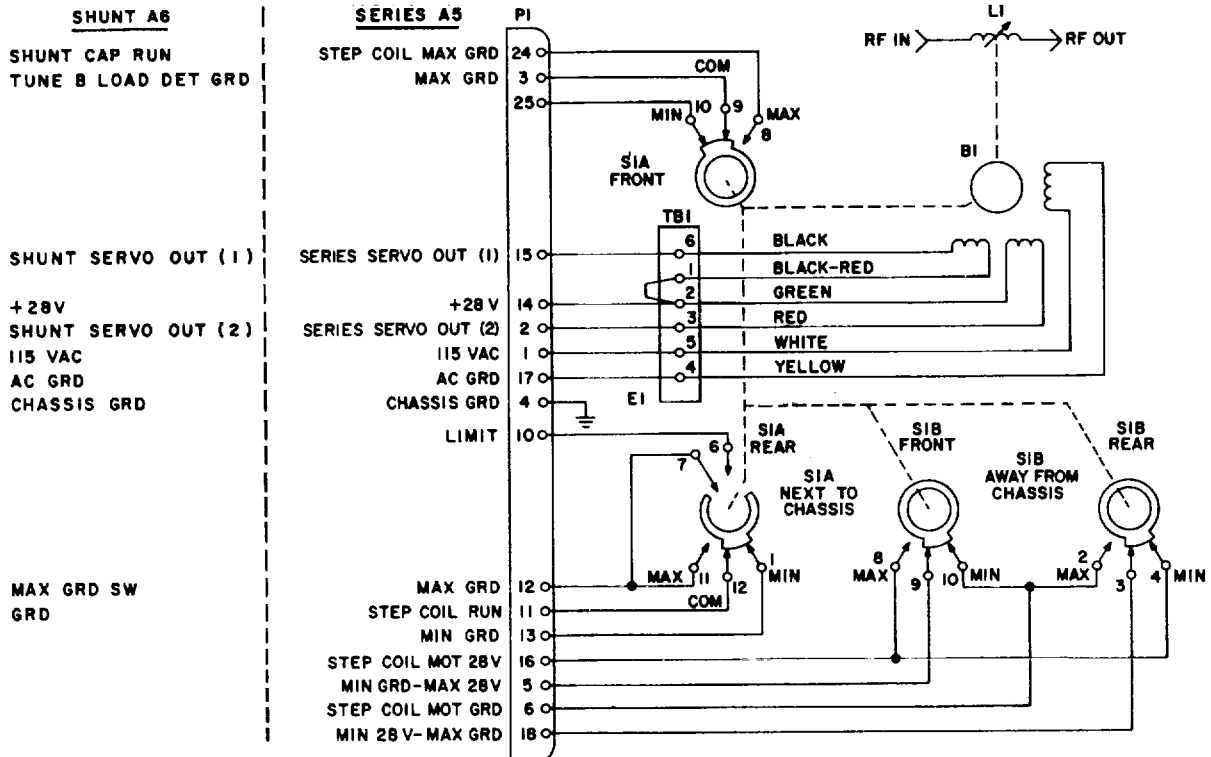 SHUNT A6
SERIES A5
P1
L1
SHUNT CAP RUN
STEP COIL MAX GRD 24
RF IN
RF OUT
TUNE B LOAD DET GRD
MAX GRD 3
COM
25
MIN
10
9
MAX
8
S1A
FRONT
B1
TB1
SHUNT SERVO OUT (1)
SERIES SERVO OUT (1) 15
6
BLACK
1
BLACK-RED
+28V
+28V 14
2
GREEN
SHUNT SERVO OUT (2)
SERIES SERVO OUT (2) 2
3
RED
115 VAC
115 VAC 1
5
WHITE
AC GRD
AC GRD 17
4
YELLOW
CHASSIS GRD
CHASSIS GRD 4
E1
LIMIT 10
6
7
S1A
REAR
S1A
NEXT TO
CHASSIS
S1B
FRONT
S1B
AWAY FROM
CHASSIS
S1B
REAR
MAX 11
12
COM
1
MIN
8
MAX
9
10 MIN
2
MAX
3
4 MIN
MAX GRD SW
MAX GRD 12
GRD
STEP COIL RUN 11
MIN GRD 13
STEP COIL MOT 28V 16
MIN GRD-MAX 28V 5
STEP COIL MOT GRD 6
MIN 28V-MAX GRD 18